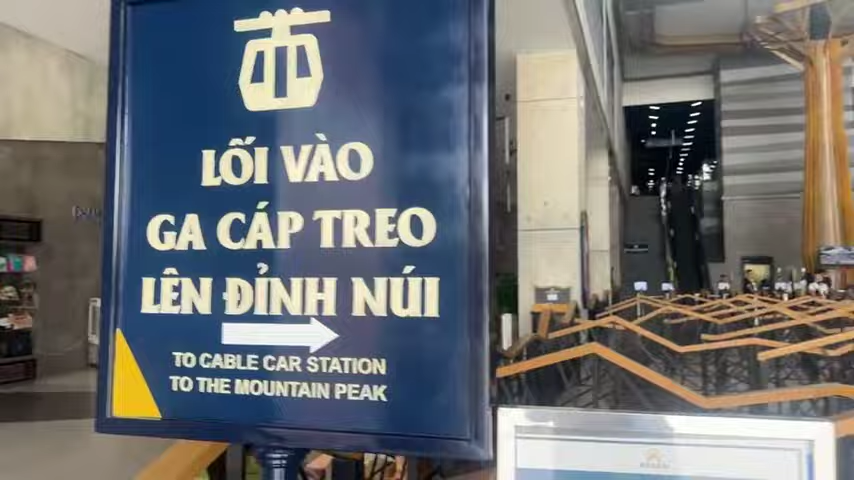 LỐI VÀO
GA CÁP TREO
LÊN ĐỈNH NÚI
TO CABLE CAR STATION
TO THE MOUNTAIN PEAK